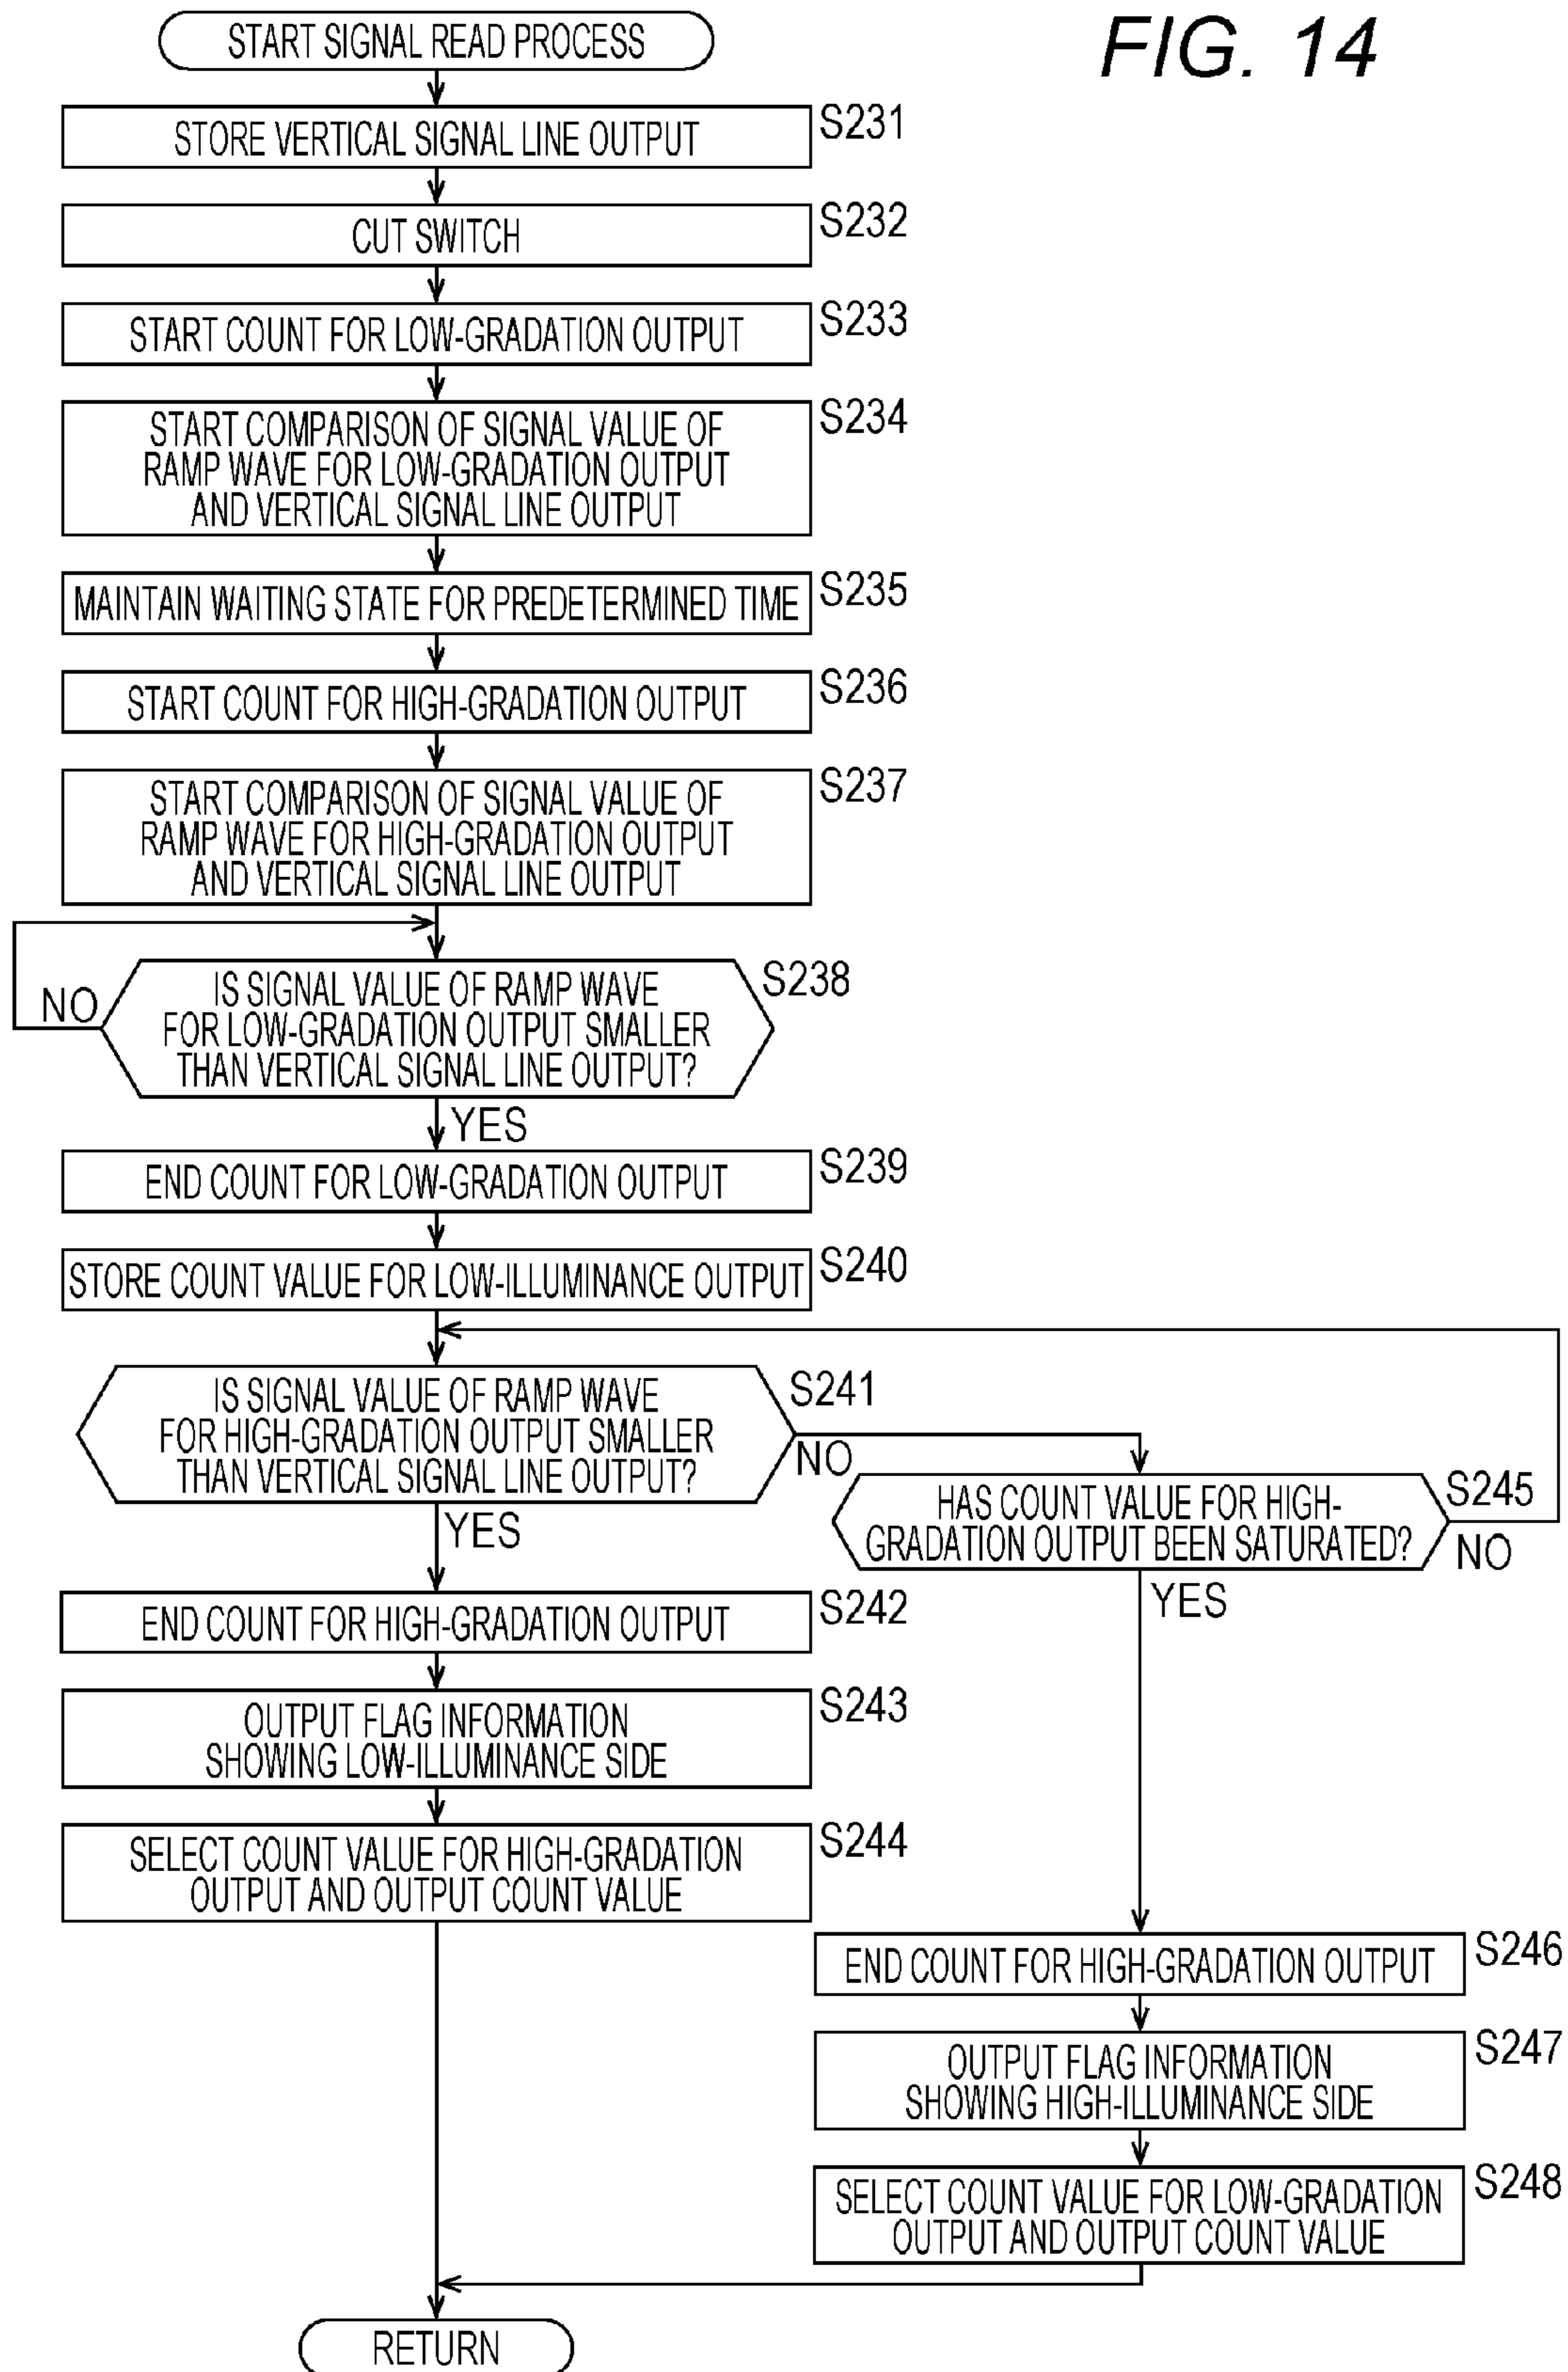 FIG. 14
START SIGNAL READ PROCESS
STORE VERTICAL SIGNAL LINE OUTPUT
S231
CUT SWITCH
S232
START COUNT FOR LOW-GRADATION OUTPUT
S233
START COMPARISON OF SIGNAL VALUE OF
RAMP WAVE FOR LOW-GRADATION OUTPUT
AND VERTICAL SIGNAL LINE OUTPUT
S234
MAINTAIN WAITING STATE FOR PREDETERMINED TIME
S235
START COUNT FOR HIGH-GRADATION OUTPUT
S236
START COMPARISON OF SIGNAL VALUE OF
RAMP WAVE FOR HIGH-GRADATION OUTPUT
AND VERTICAL SIGNAL LINE OUTPUT
S237
IS SIGNAL VALUE OF RAMP WAVE
FOR LOW-GRADATION OUTPUT SMALLER
THAN VERTICAL SIGNAL LINE OUTPUT?
S238
NO
YES
END COUNT FOR LOW-GRADATION OUTPUT
S239
STORE COUNT VALUE FOR LOW-ILLUMINANCE OUTPUT
S240
IS SIGNAL VALUE OF RAMP WAVE
FOR HIGH-GRADATION OUTPUT SMALLER
THAN VERTICAL SIGNAL LINE OUTPUT?
S241
NO
YES
HAS COUNT VALUE FOR HIGH-
GRADATION OUTPUT BEEN SATURATED?
S245
NO
YES
END COUNT FOR HIGH-GRADATION OUTPUT
S242
OUTPUT FLAG INFORMATION
SHOWING LOW-ILLUMINANCE SIDE
S243
SELECT COUNT VALUE FOR HIGH-GRADATION
OUTPUT AND OUTPUT COUNT VALUE
S244
END COUNT FOR HIGH-GRADATION OUTPUT
S246
OUTPUT FLAG INFORMATION
SHOWING HIGH-ILLUMINANCE SIDE
S247
SELECT COUNT VALUE FOR LOW-GRADATION
OUTPUT AND OUTPUT COUNT VALUE
S248
RETURN